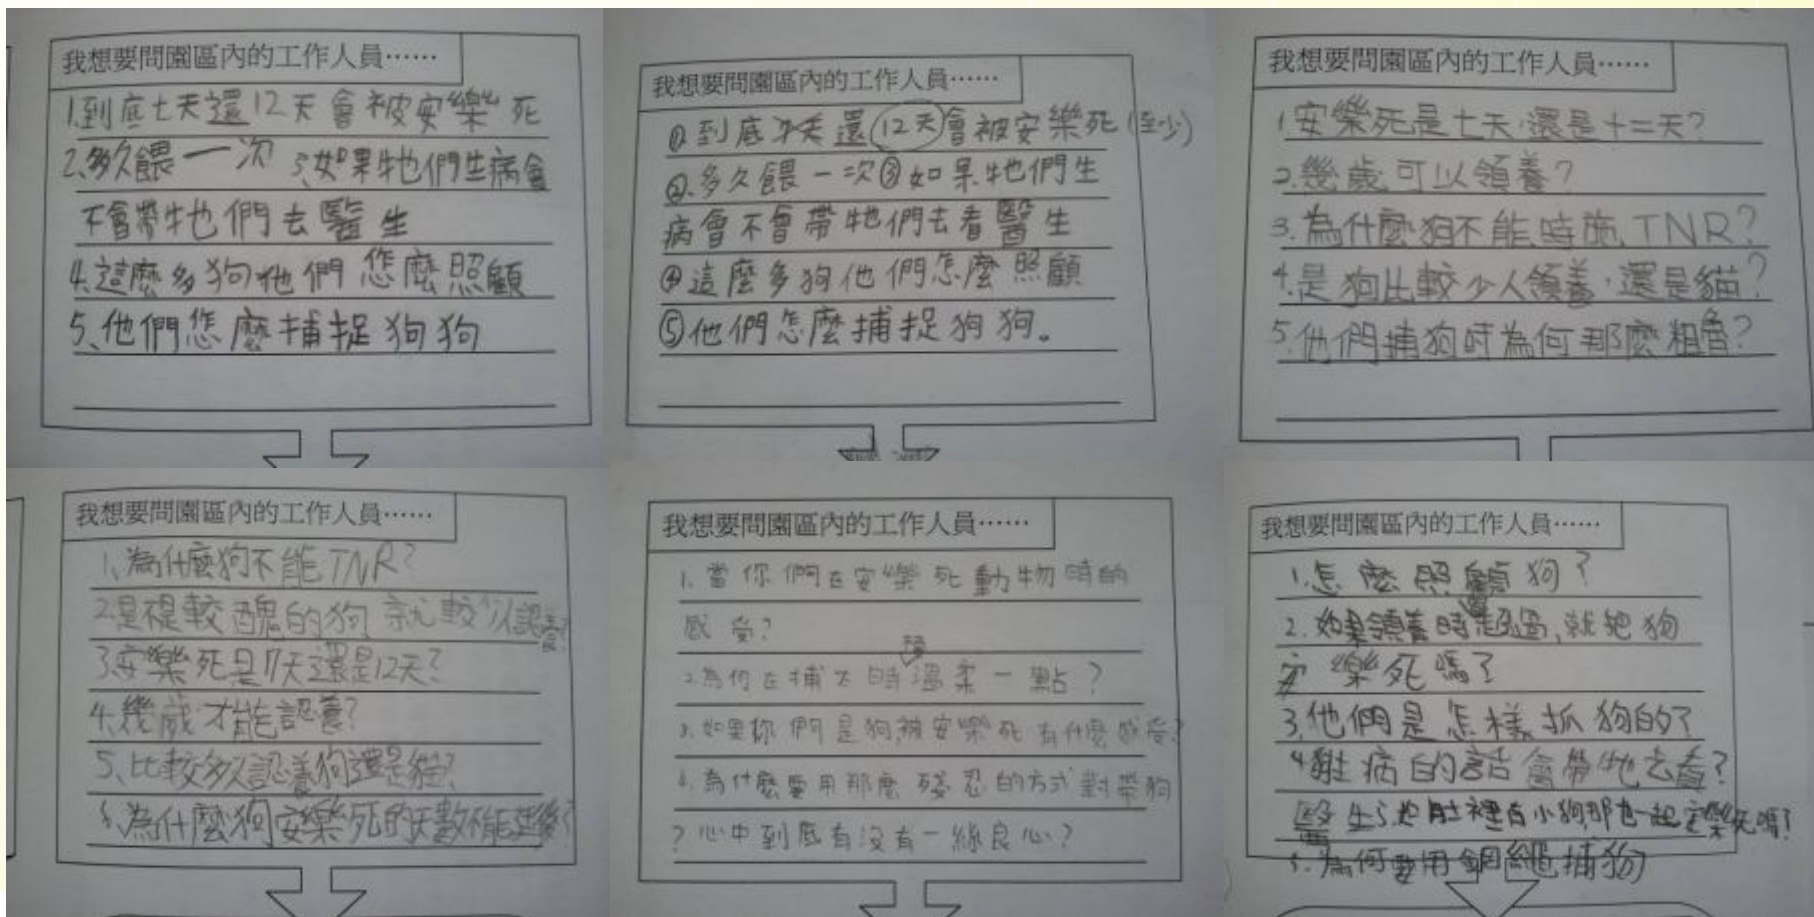 我想要問園區內的工作人員⋯⋯
1.到底七天還12天會被安樂死
2.多久餵一次 3.如果牠們生病會
不會帶牠們去醫生
4.這麼多狗他們怎麼照顧
5、他們怎麼捕捉狗狗
我想要問園區內的工作人員⋯⋯
①到底7天還12天會被安樂死(至少)
②.多久餵一次③如果牠們生
病會不會帶牠們去看醫生
④這麼多狗他們怎麼照顧
⑤他們怎麼捕捉狗狗。
我想要問園區內的工作人員⋯⋯
1.安樂死是七天,還是十二天?
2.幾歲可以領養?
3.為什麼狗不能時施TNR?
4.是狗比較少人領養,還是貓?
5.他們捕狗時為何那麼粗魯?
我想要問園區內的工作人員⋯⋯
1、為什麼狗不能TNR?
2.是不是較醜的狗就較少人認養?
3.安樂死是7天還是12天?
4.幾歲才能認養?
5、比較多人認養狗還是貓?
6、為什麼狗安樂死的天數不能延後?
我想要問園區內的工作人員⋯⋯
1.當你們在安樂死動物時的
感受?
2.為何在捕犬時 溫柔一點?
3.如果你們是狗,被安樂死有什麼感受?
4.為什麼要用那麼殘忍的方式對帶狗
?心中到底有沒有一絲良心?
我想要問園區內的工作人員⋯⋯
1.怎麼照顧狗?
2.如果領養時超過,就把狗
安樂死嗎?
3.他們是怎樣抓狗的?
4.生病的話會帶牠去看?
醫生5.肚裡有小狗,那也一起安樂死嗎?
5.為何要用鋼繩捕狗